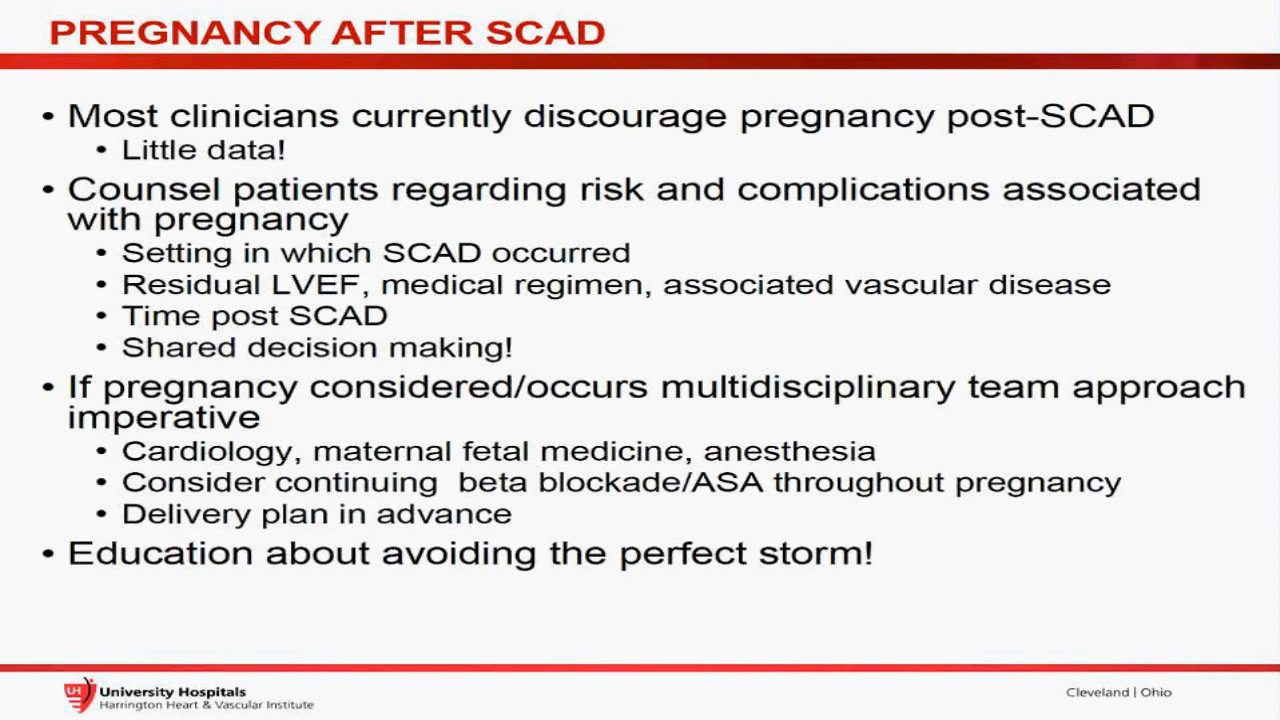 PREGNANCY AFTER SCAD
• Most clinicians currently discourage pregnancy post-SCAD
• Little data!
• Counsel patients regarding risk and complications associated
with pregnancy
• Setting in which SCAD occurred
• Residual LVEF, medical regimen, associated vascular disease
• Time post SCAD
• Shared decision making!
• If pregnancy considered/occurs multidisciplinary team approach
imperative
• Cardiology, maternal fetal medicine, anesthesia
• Consider continuing beta blockade/ASA throughout pregnancy
• Delivery plan in advance
• Education about avoiding the perfect storm!
UH
University Hospitals
Harrington Heart & Vascular Institute
Cleveland | Ohio